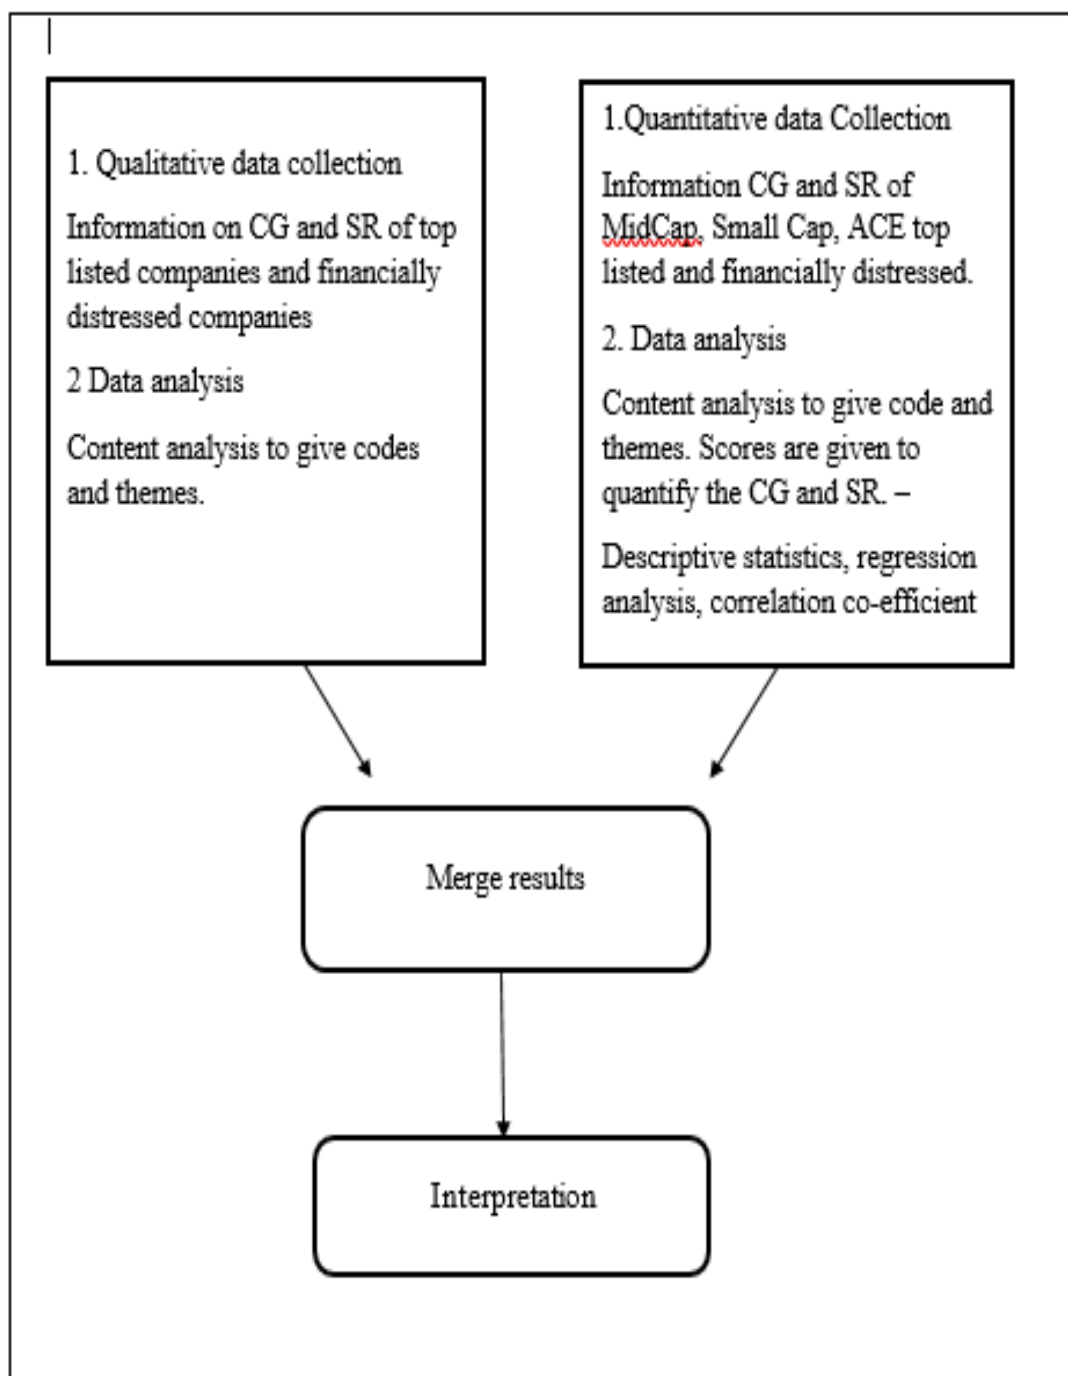 1. Qualitative data collection
Information on CG and SR of top
listed companies and financially
distressed companies
2 Data analysis
Content analysis to give codes
and themes.
1.Quantitative data Collection
Information CG and SR of
MidCap, Small Cap, ACE top
listed and financially distressed.
2. Data analysis
Content analysis to give code and
themes. Scores are given to
quantify the CG and SR. –
Descriptive statistics, regression
analysis, correlation co-efficient
Merge results
Interpretation